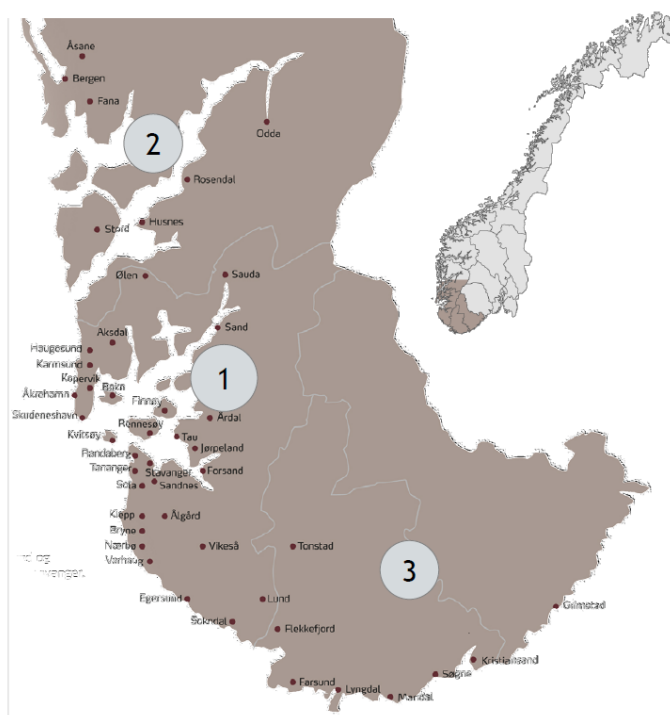 Åsane
Bergen
Fana
Odda
2
Rosendal
Husnes
Stord
Ølen
Sauda
Sand
Aksdal
Haugesund
Karmsund
1
Kopervik
Bokn
Åkrehamn
Finnøy
Skudeneshavn
Årdal
Rennesøy
Kvitsøy
Tau
Jørpeland
Randaberg
Tananger
Stavanger
Forsand
Sola
Sandnes
Klepp
Ålgård
Bryne
Nærbø
Vikeså
Tonstad
Varhaug
3
Egersund
Lund
Grimstad
Sokndal
Flekkefjord
Kristiansand
Søgne
Farsund
Lyngdal
Mandal